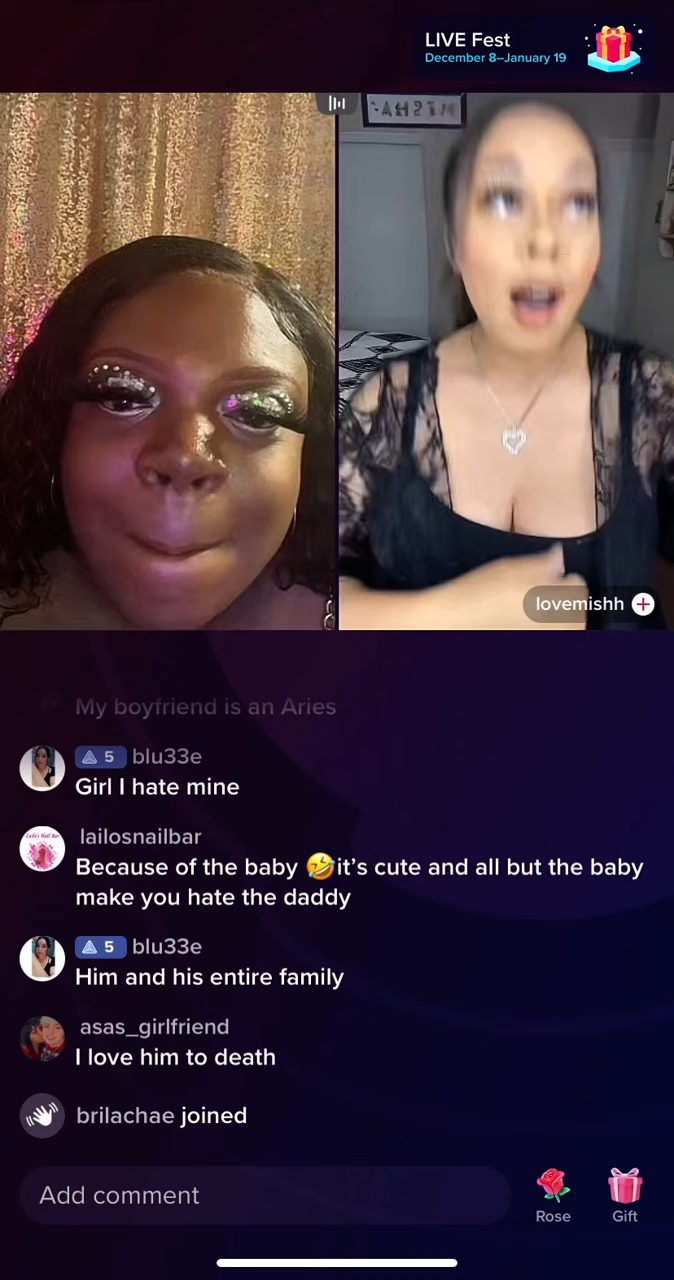 LIVE Fest
December 8–January 19
lovemishh
My boyfriend is an Aries
5 blu33e
Girl I hate mine
lailosnailbar
Because of the baby 🤣it’s cute and all but the baby
make you hate the daddy
5 blu33e
Him and his entire family
asas_girlfriend
I love him to death
brilachae joined
Add comment
Rose
Gift